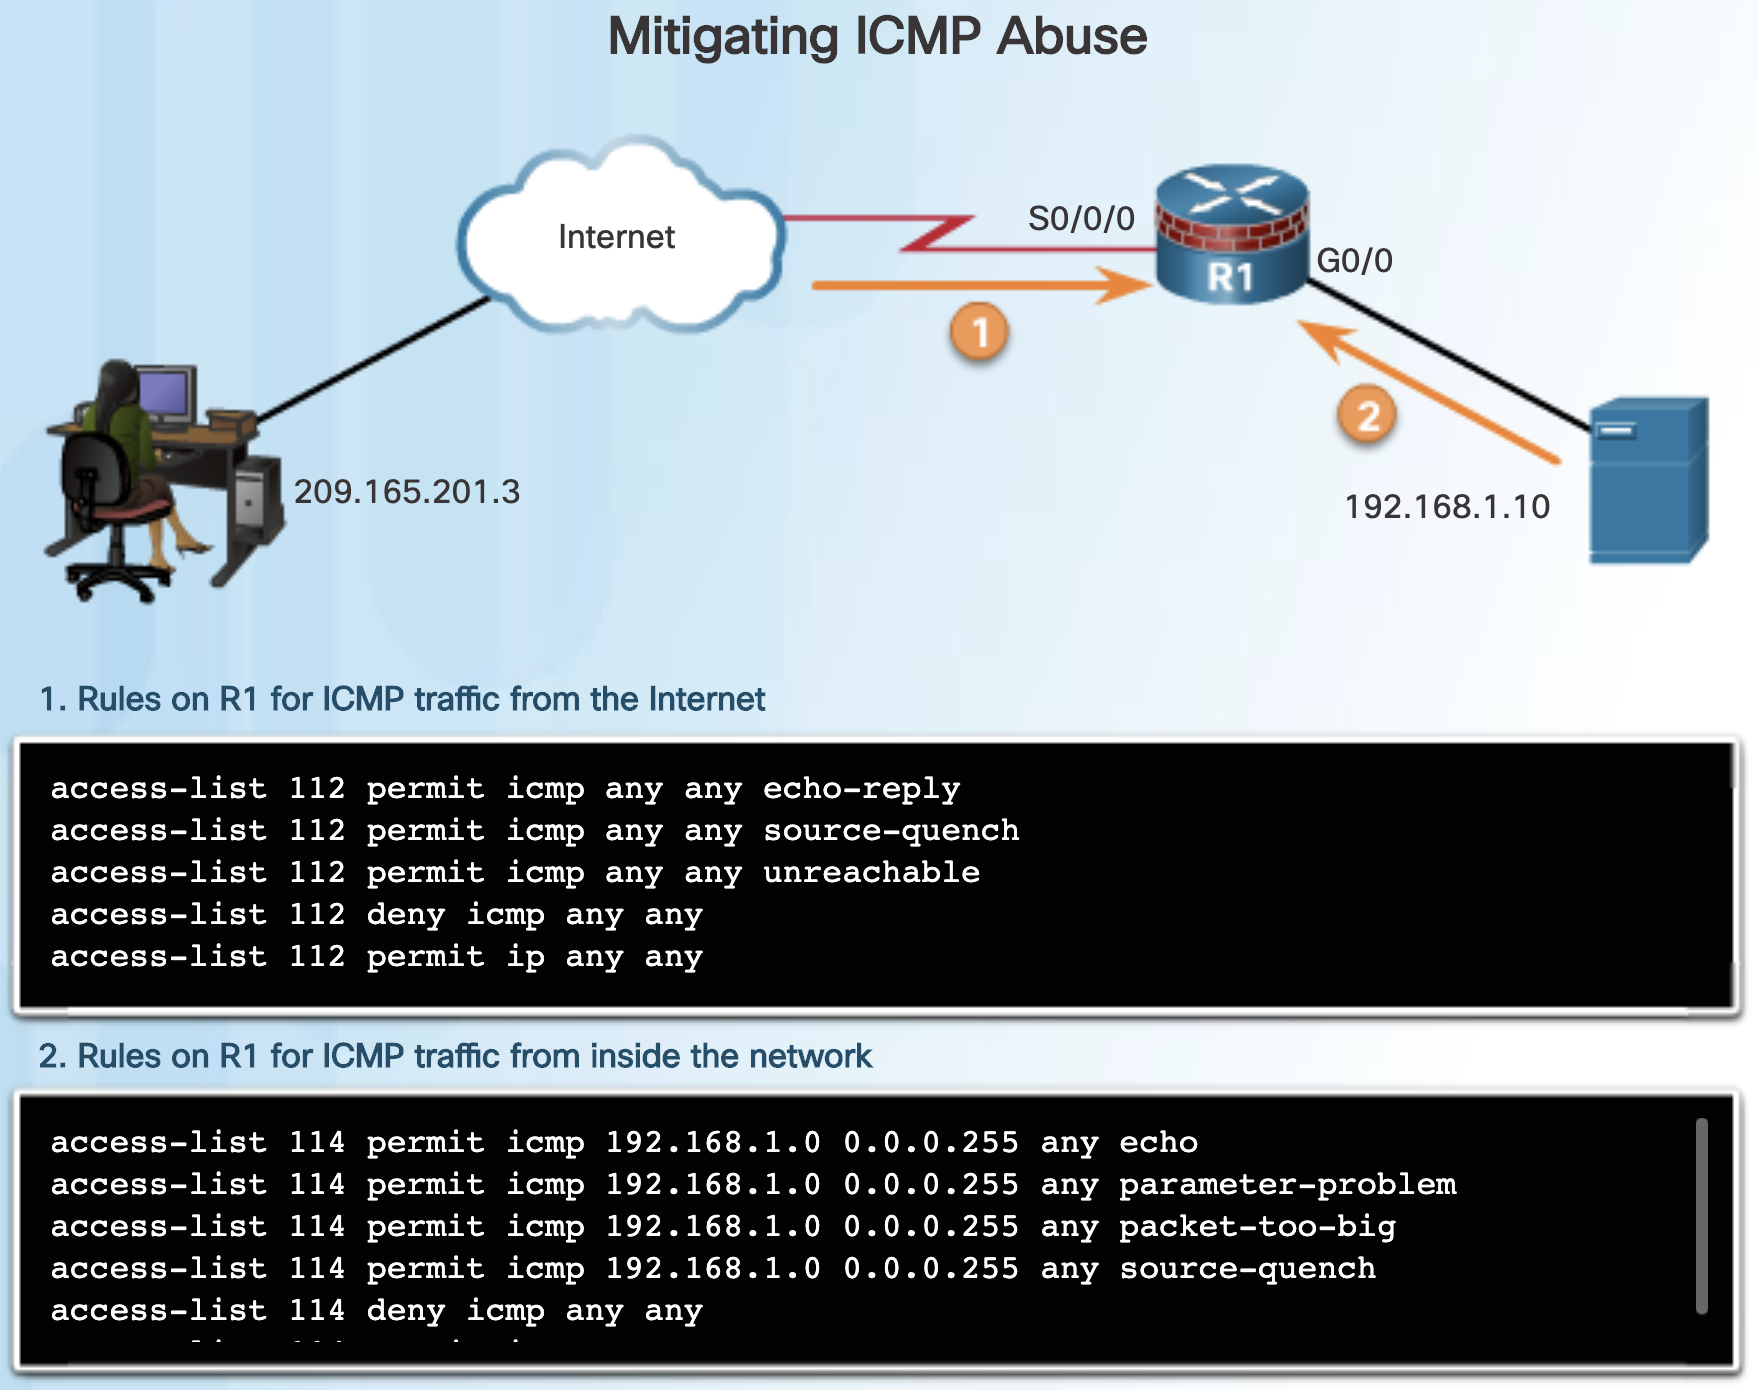 Mitigating ICMP Abuse
Internet
S0/0/0
R1
G0/0
1
2
209.165.201.3
192.168.1.10
1. Rules on R1 for ICMP traffic from the Internet
access-list 112 permit icmp any any echo-reply
access-list 112 permit icmp any any source-quench
access-list 112 permit icmp any any unreachable
access-list 112 deny icmp any any
access-list 112 permit ip any any
2. Rules on R1 for ICMP traffic from inside the network
access-list 114 permit icmp 192.168.1.0 0.0.0.255 any echo
access-list 114 permit icmp 192.168.1.0 0.0.0.255 any parameter-problem
access-list 114 permit icmp 192.168.1.0 0.0.0.255 any packet-too-big
access-list 114 permit icmp 192.168.1.0 0.0.0.255 any source-quench
access-list 114 deny icmp any any